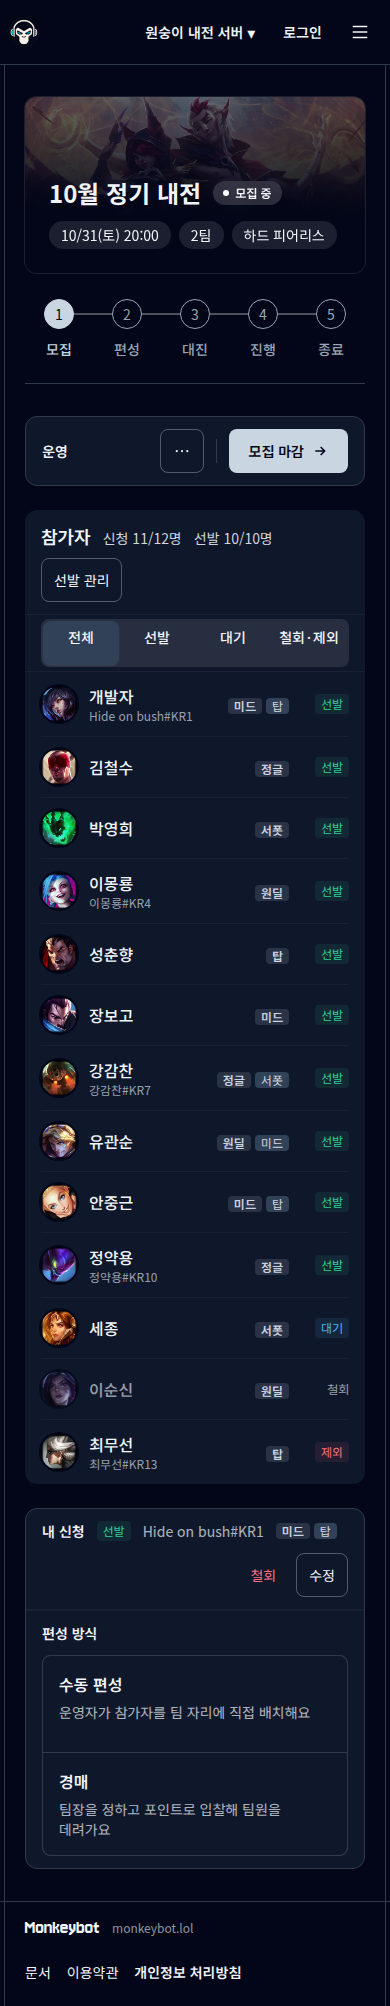 원숭이 내전 서버 ▾ 로그인
10월 정기 내전 모집 중
10/31(토) 20:00 2팀 하드 피어리스
1 2 3 4 5
모집 편성 대진 진행 종료
운영 ··· 모집 마감 →
참가자 신청 11/12명 선발 10/10명
선발 관리
전체 선발 대기 철회·제외
개발자 미드 탑 선발
Hide on bush#KR1
김철수 정글 선발
박영희 서폿 선발
이몽룡 원딜 선발
이몽룡#KR4
성춘향 탑 선발
장보고 미드 선발
강감찬 정글 서폿 선발
강감찬#KR7
유관순 원딜 미드 선발
안중근 미드 탑 선발
정약용 정글 선발
정약용#KR10
세종 서폿 대기
이순신 원딜 철회
최무선 탑 제외
최무선#KR13
내 신청 선발 Hide on bush#KR1 미드 탑
철회 수정
편성 방식
수동 편성
운영자가 참가자를 팀 자리에 직접 배치해요
경매
팀장을 정하고 포인트로 입찰해 팀원을
데려가요
Monkeybot monkeybot.lol
문서 이용약관 개인정보 처리방침